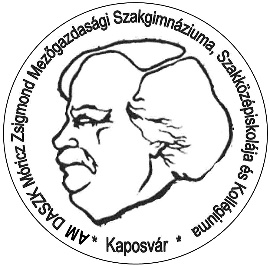 AM DASZK Móricz Zsigmond Mezőgazdasági Szakgimnáziuma, Szakközépiskolája és Kollégiuma
* Kaposvár *